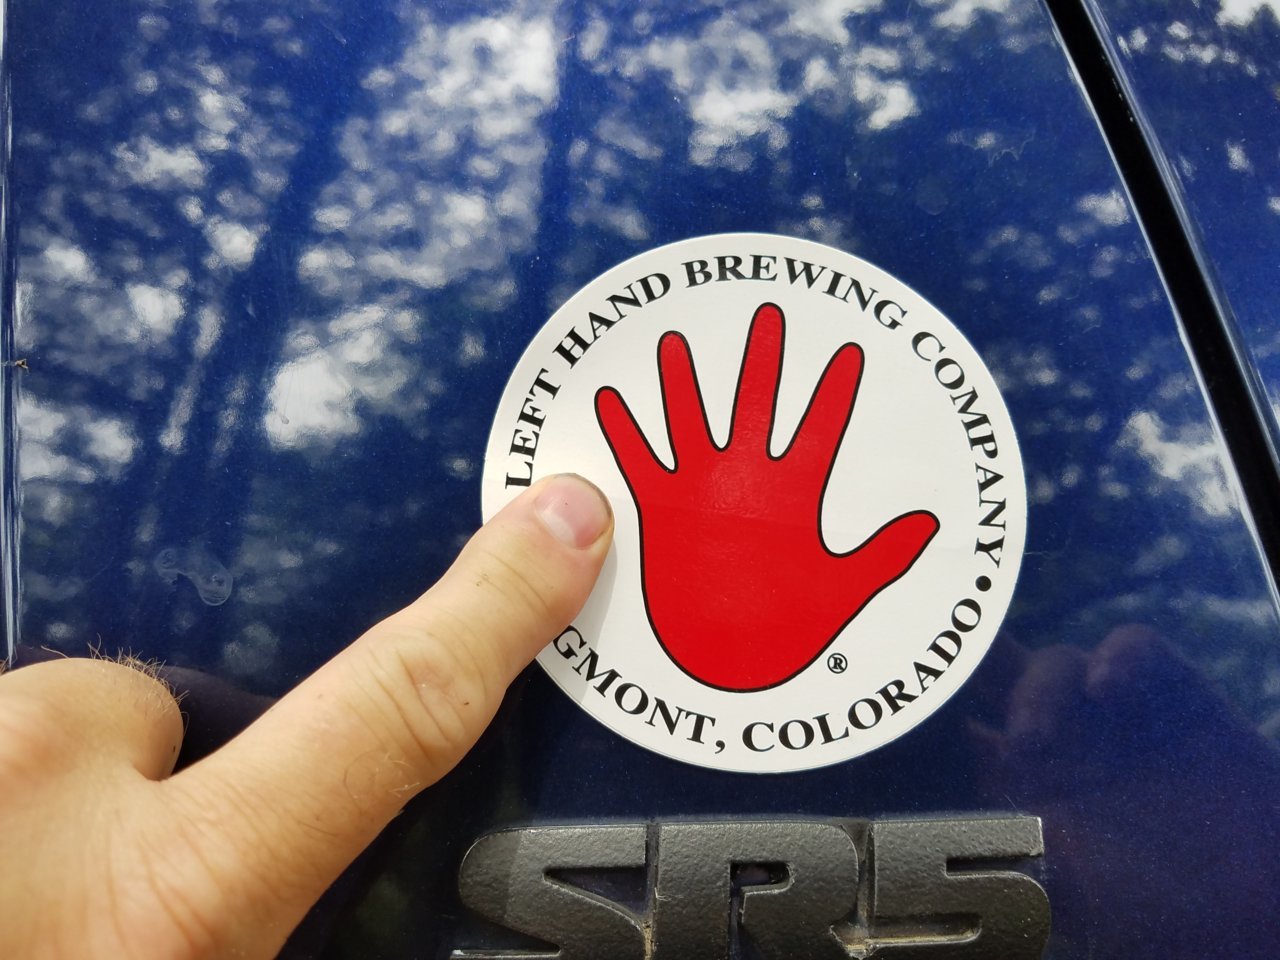 LEFT HAND BREWING COMPANY •
GMONT, COLORADO
®
SR5